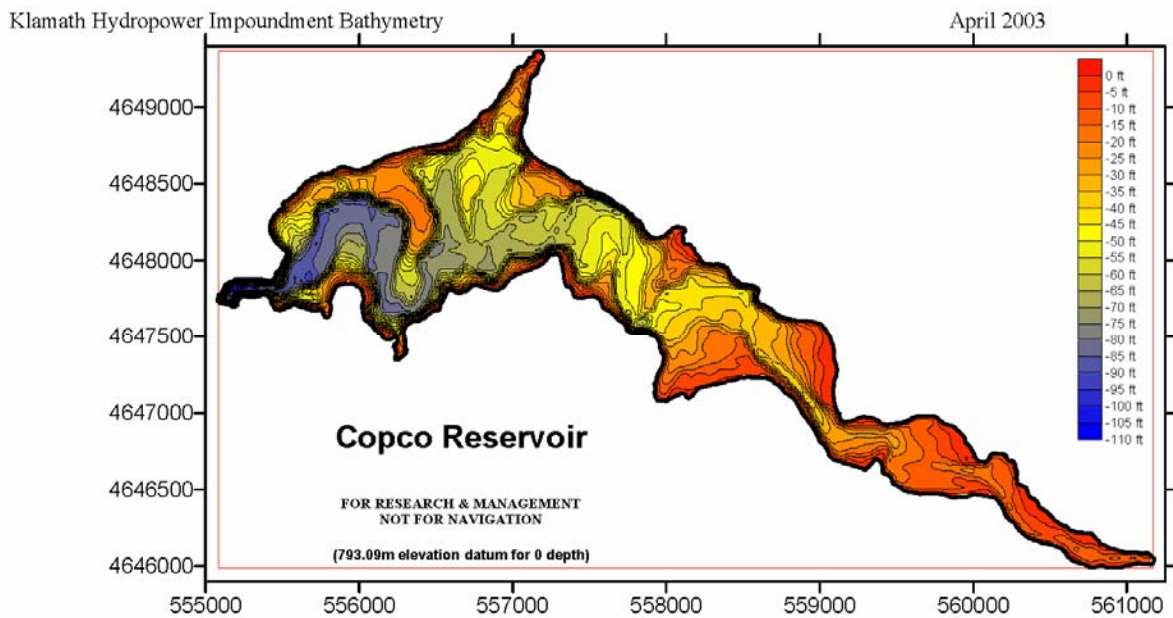 Klamath Hydropower Impoundment Bathymetry April 2003
4649000
4648500
4648000
4647500
4647000
4646500
4646000
0 ft
-5 ft
-10 ft
-15 ft
-20 ft
-25 ft
-30 ft
-35 ft
-40 ft
-45 ft
-50 ft
-55 ft
-60 ft
-65 ft
-70 ft
-75 ft
-80 ft
-85 ft
-90 ft
-95 ft
-100 ft
-105 ft
-110 ft
Copco Reservoir
FOR RESEARCH & MANAGEMENT
NOT FOR NAVIGATION
(793.09m elevation datum for 0 depth)
555000 556000 557000 558000 559000 560000 561000